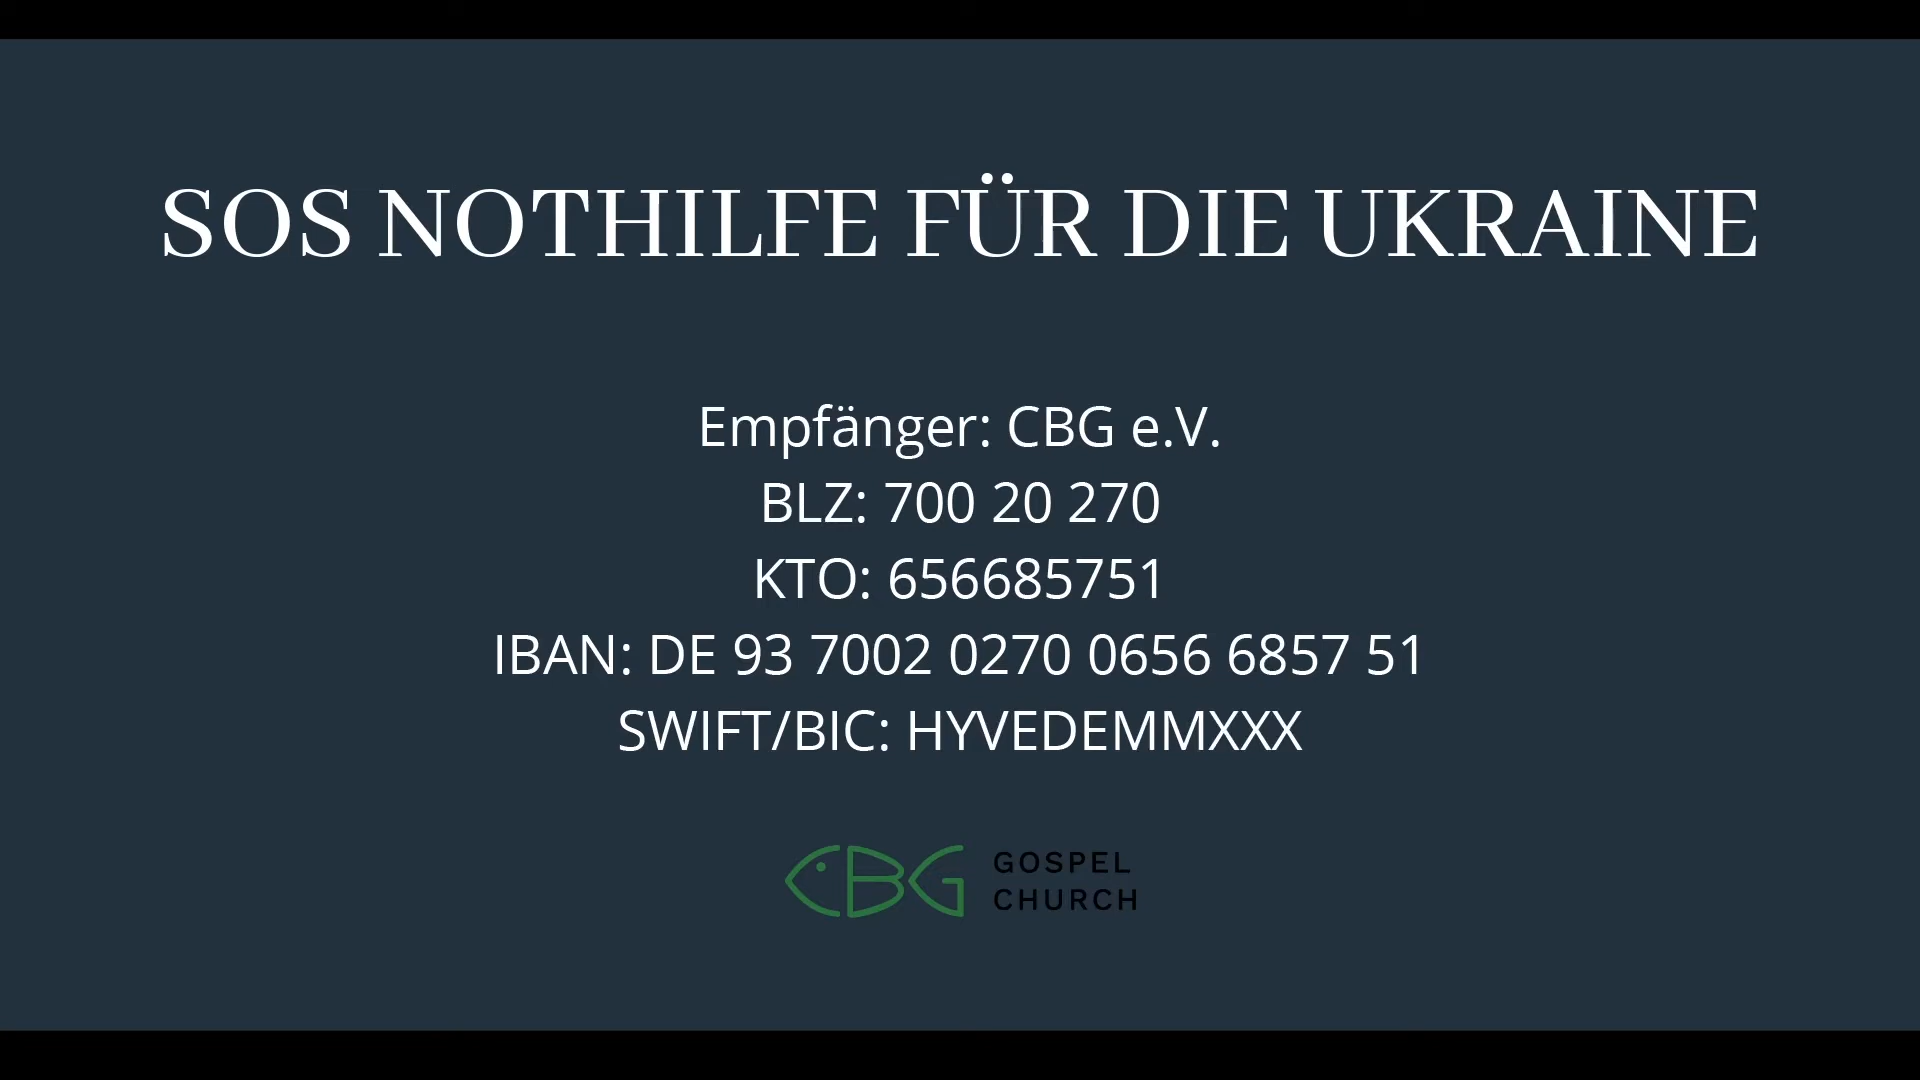 SOS NOTHILFE FÜR DIE UKRAINE
Empfänger: CBG e.V.
BLZ: 700 20 270
KTO: 656685751
IBAN: DE 93 7002 0270 0656 6857 51
SWIFT/BIC: HYVEDEMMXXX
CBG GOSPEL
CHURCH